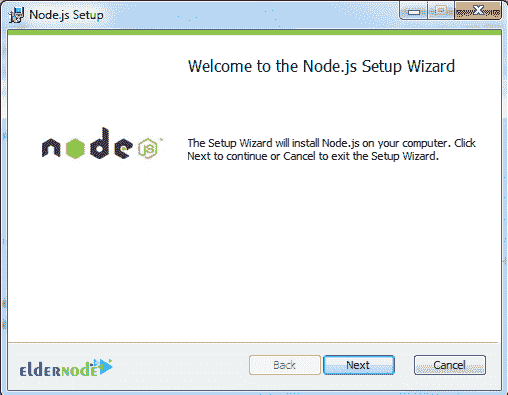 Node.js Setup
Welcome to the Node.js Setup Wizard
node
JS
The Setup Wizard will install Node.js on your computer. Click
Next to continue or Cancel to exit the Setup Wizard.
eldernode
Back
Next
Cancel